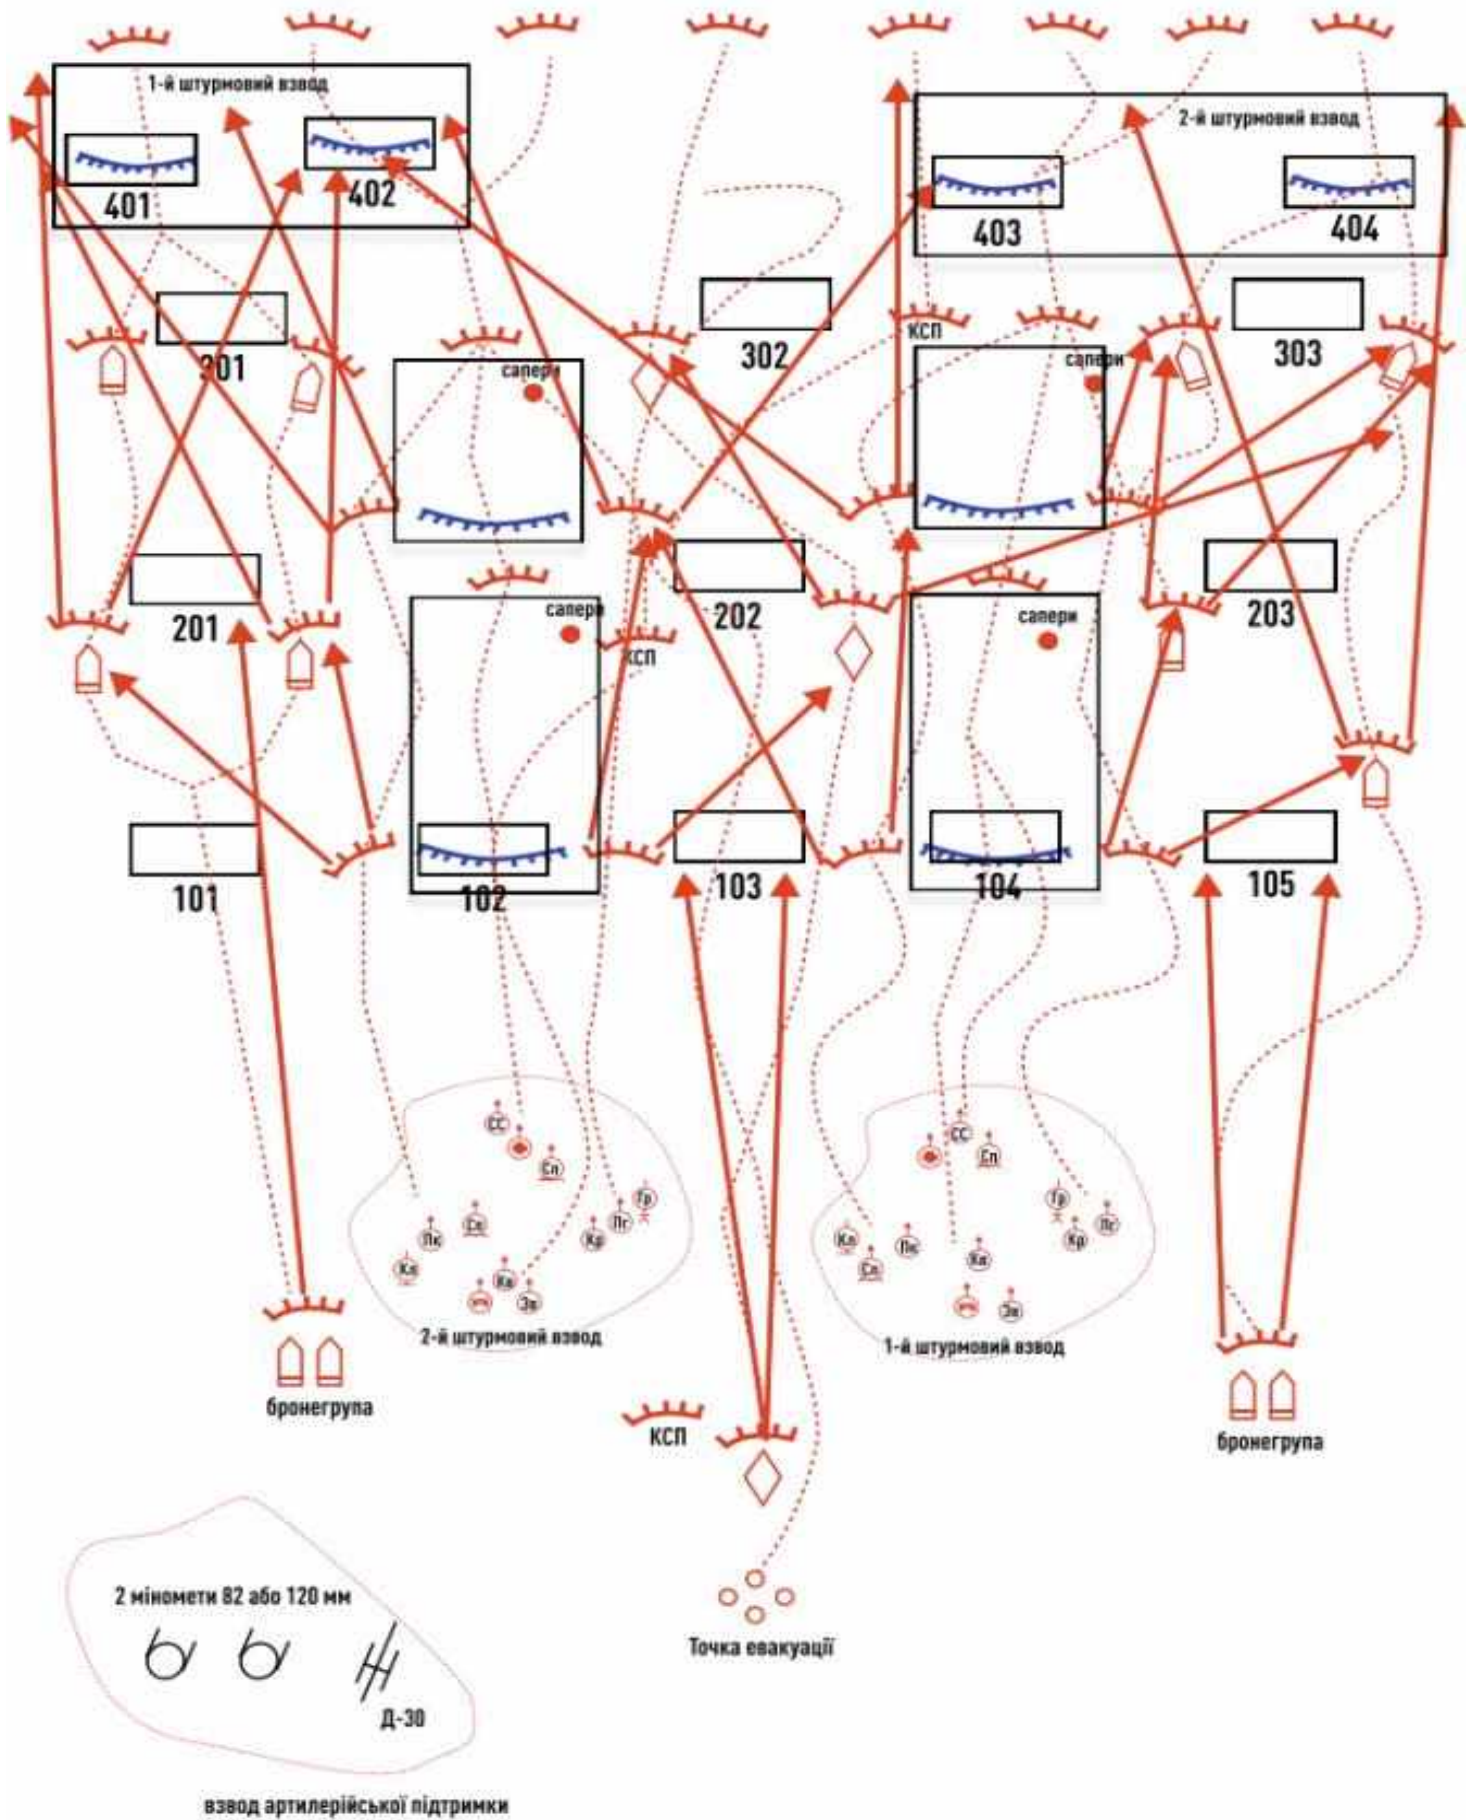 1-й штурмовий взвод
2-й штурмовий взвод
401
402
403
404
301
302
303
КСП
сапери
сапери
201
202
203
сапери
КСП
сапери
101
102
103
104
105
СС
Сп
Гр
Пг
Кр
Сп
Пк
Кл
Кв
Зв
2-й штурмовий взвод
СС
Сп
Гр
Пг
Кр
Кл
Сп
Пк
Кв
Зв
1-й штурмовий взвод
бронегрупа
КСП
бронегрупа
2 міномети 82 або 120 мм
Д-30
Точка евакуації
взвод артилерійської підтримки